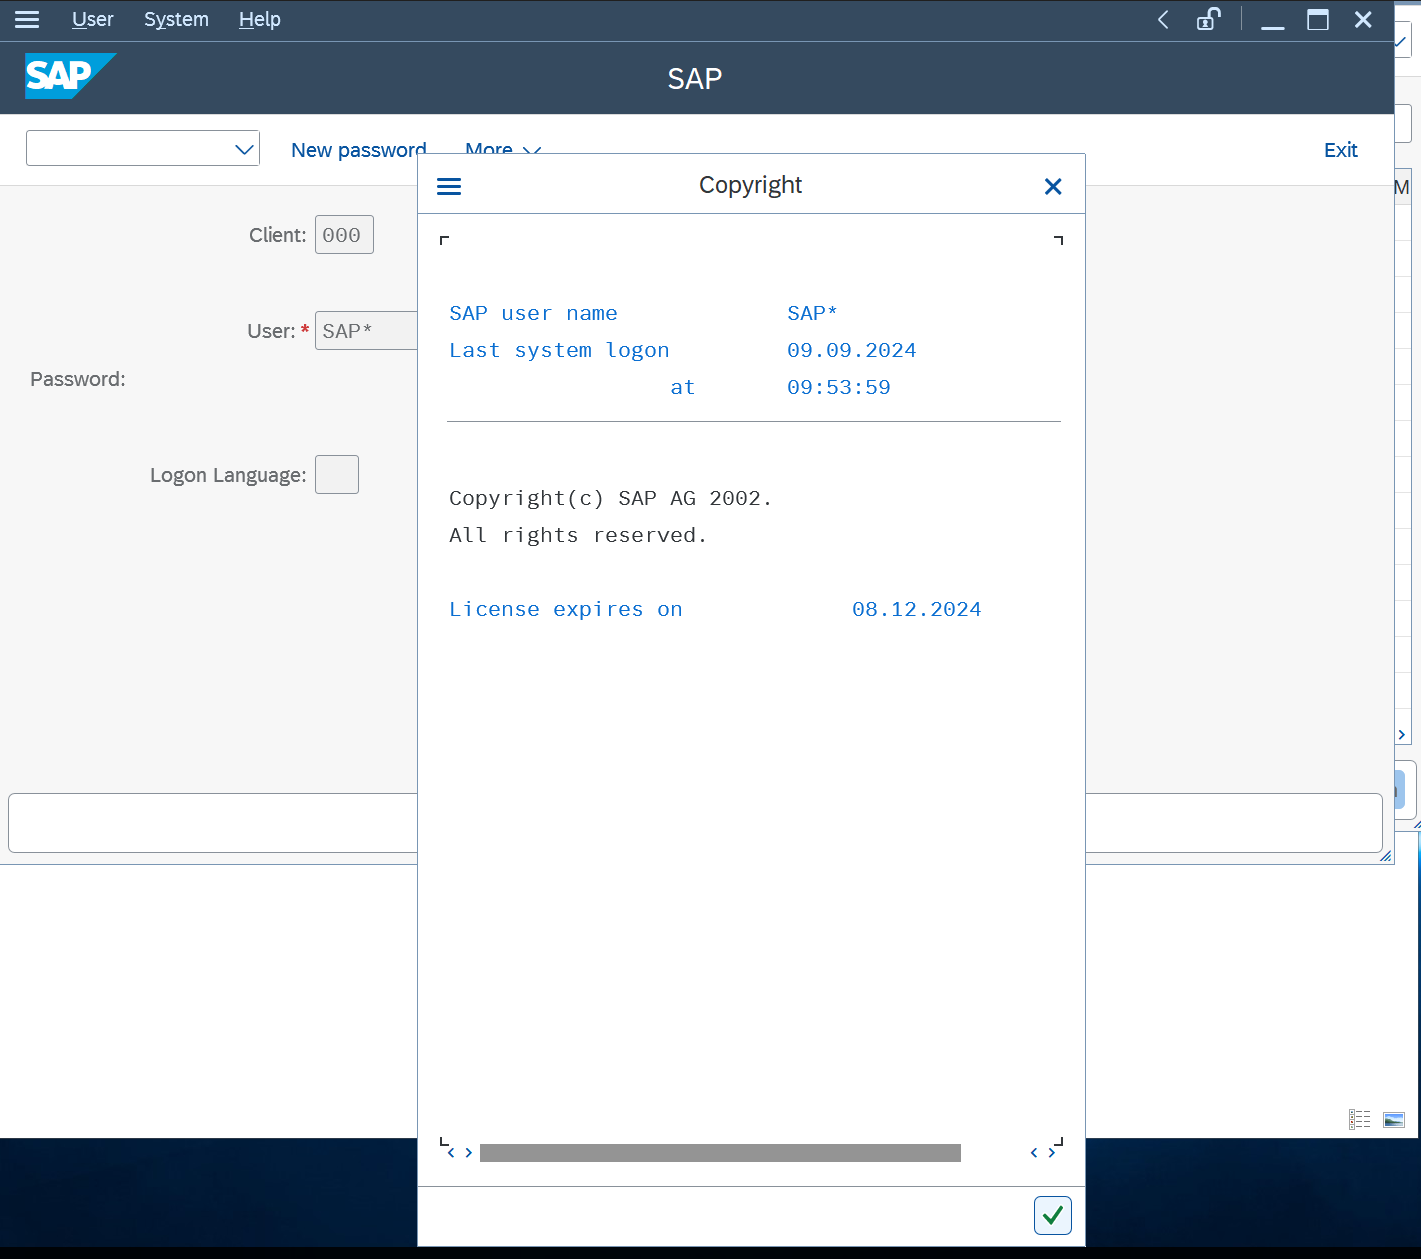 User System Help
SAP
SAP
New password More
Exit
Copyright
M
Client: 000
SAP user name SAP*
Last system logon 09.09.2024
at 09:53:59
User: * SAP*
Password:
Logon Language:
Copyright(c) SAP AG 2002.
All rights reserved.
License expires on 08.12.2024